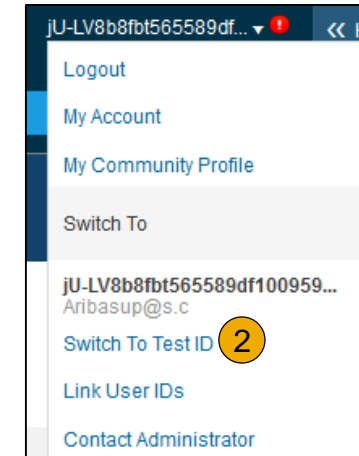 jU-LV8b8fbt565589df... ▾ ! «
Logout
My Account
My Community Profile
Switch To
jU-LV8b8fbt565589df100959...
Aribasup@s.c
Switch To Test ID 2
Link User IDs
Contact Administrator